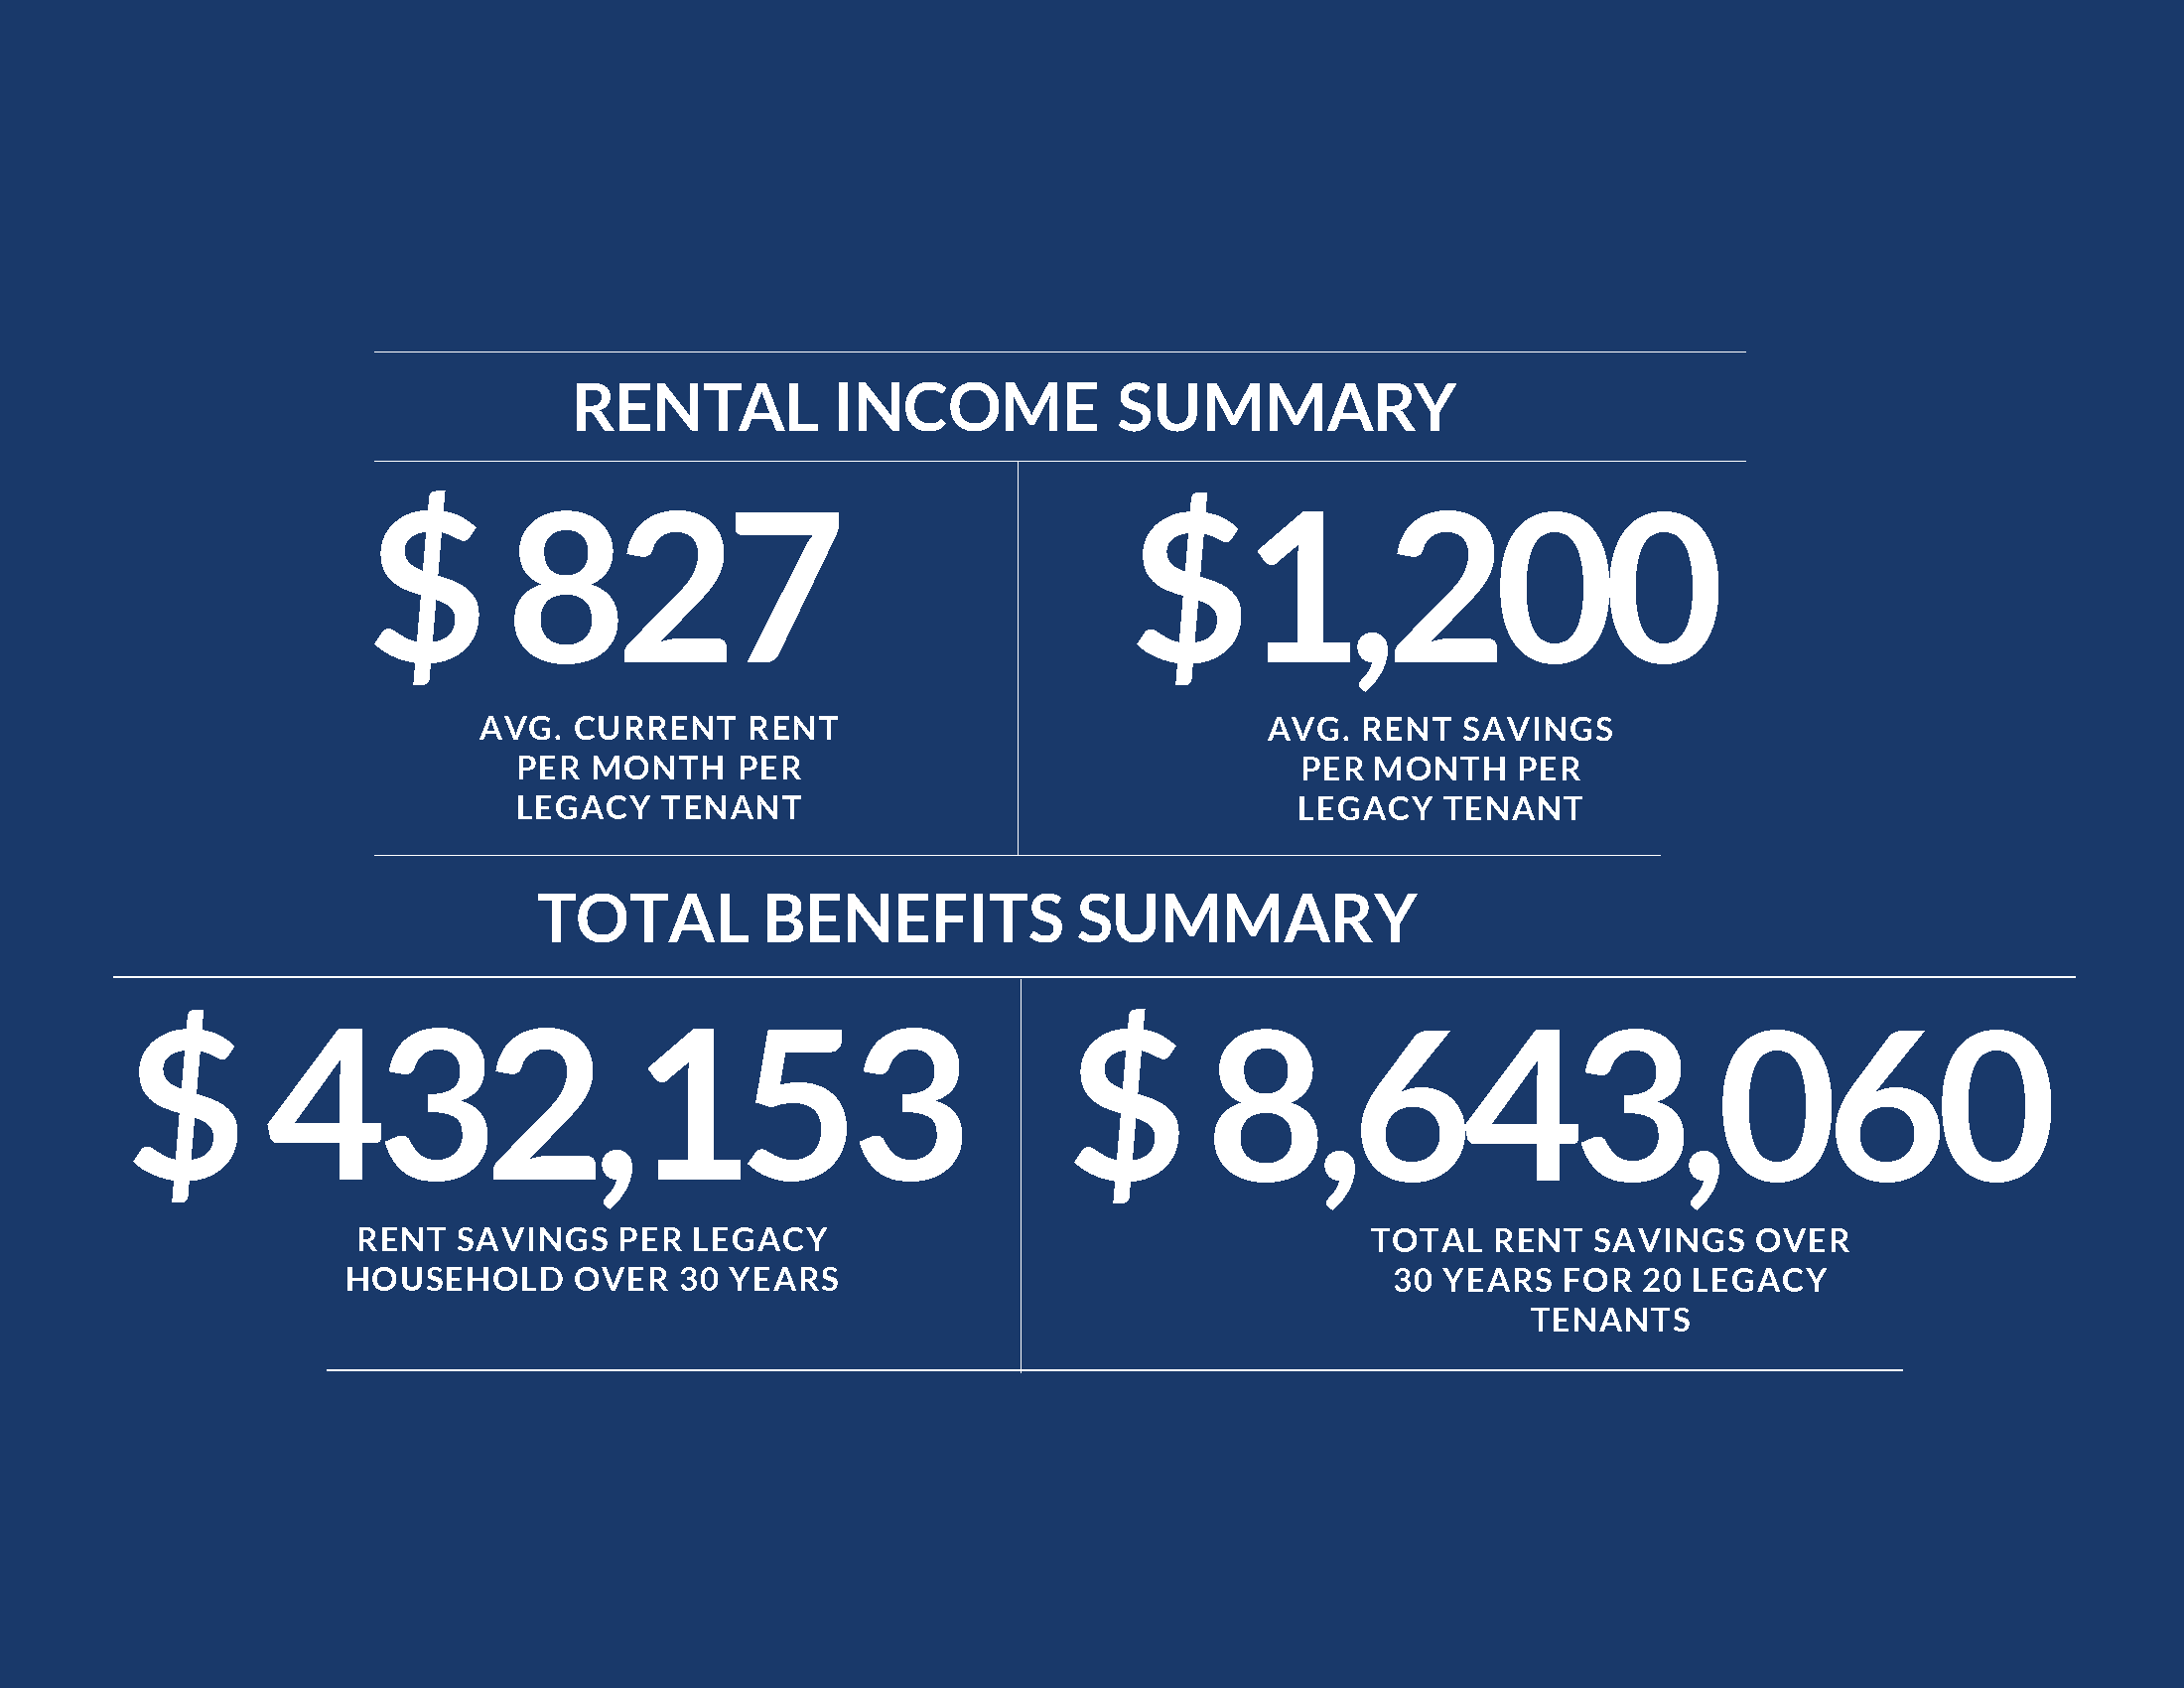 RENTAL INCOME SUMMARY
$ 827
AVG. CURRENT RENT
PER MONTH PER
LEGACY TENANT
$1,200
AVG. RENT SAVINGS
PER MONTH PER
LEGACY TENANT
TOTAL BENEFITS SUMMARY
$ 432,153
RENT SAVINGS PER LEGACY
HOUSEHOLD OVER 30 YEARS
$ 8,643,060
TOTAL RENT SAVINGS OVER
30 YEARS FOR 20 LEGACY
TENANTS